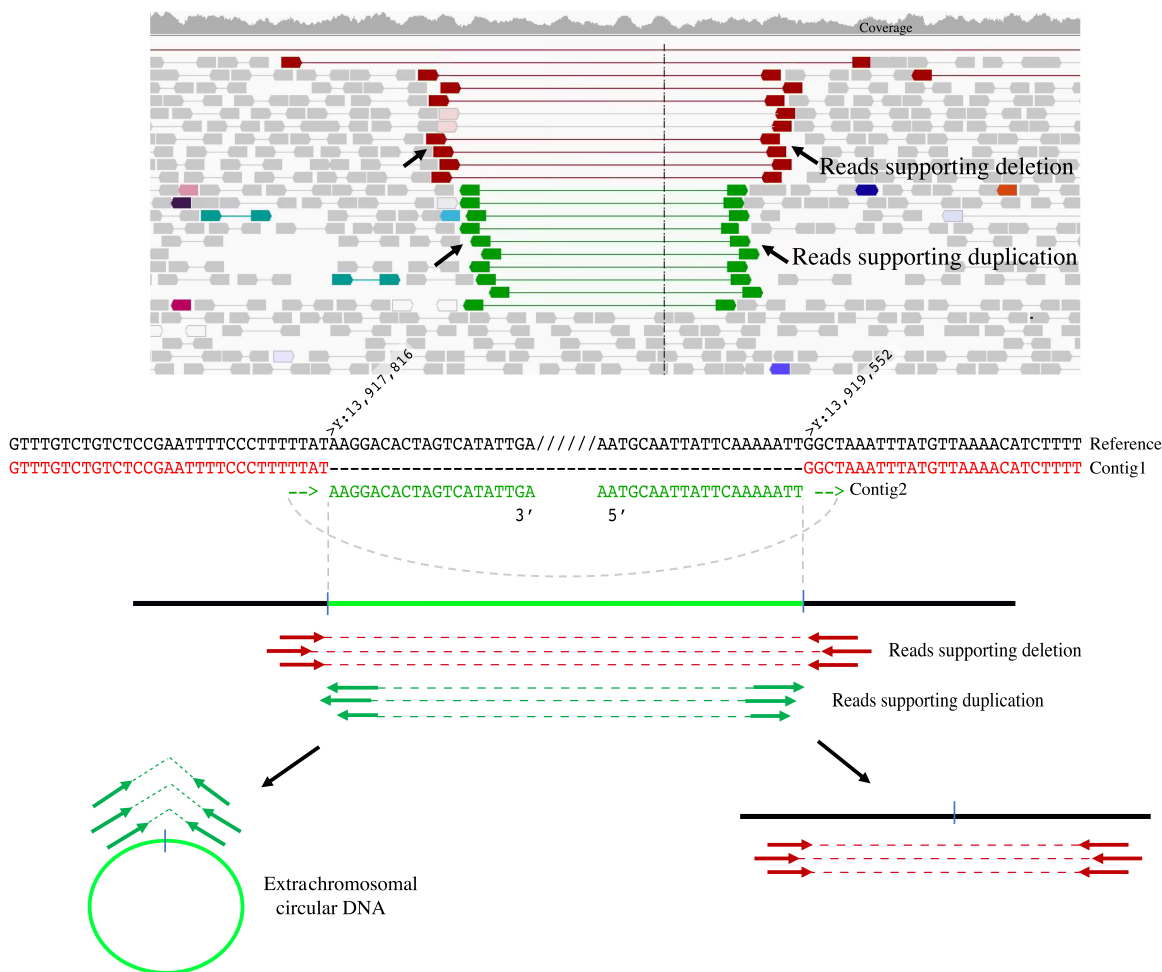 Coverage
Reads supporting deletion
Reads supporting duplication
>Y:13,917,816
>Y:13,919,552
GTTTGTCTGTCTCCGAATTTTCCCTTTTTATAAGGACACTAGTCATATTGA//////AATGCAATTATTCAAAAATTGGCTAAATTTATGTTAAAACATCTTTT Reference
GTTTGTCTGTCTCCGAATTTTCCCTTTTTAT----------------------------------------------GGCTAAATTTATGTTAAAACATCTTTT Contig1
--> AAGGACACTAGTCATATTGA AATGCAATTATTCAAAAATT --> Contig2
3′ 5′
Reads supporting deletion
Reads supporting duplication
Extrachromosomal
circular DNA